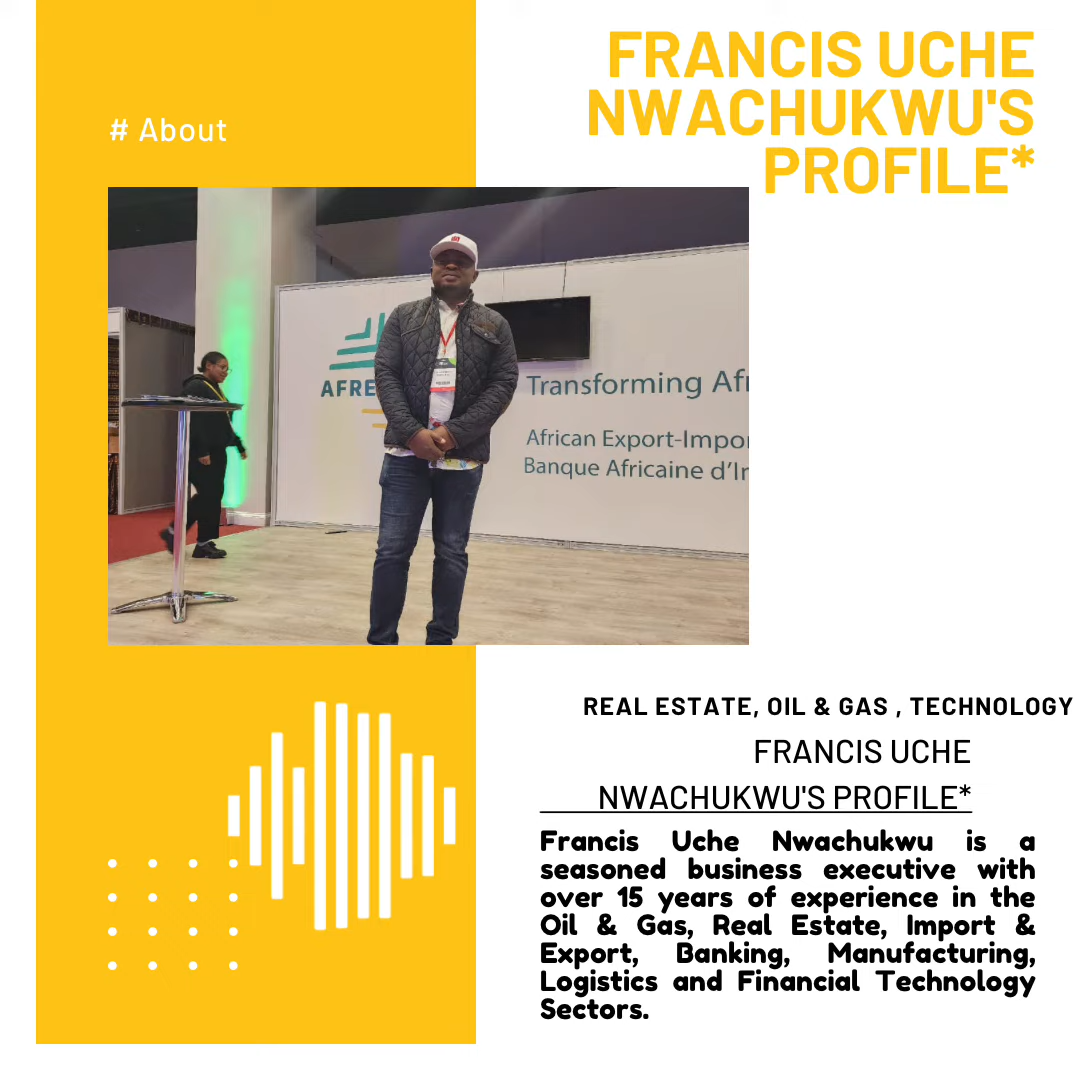 FRANCIS UCHE
NWACHUKWU'S
PROFILE*
# About
AFRE
Transforming Afr
African Export-Impor
Banque Africaine d'Ir
REAL ESTATE, OIL & GAS , TECHNOLOGY
FRANCIS UCHE
NWACHUKWU'S PROFILE*
Francis Uche Nwachukwu is a
seasoned business executive with
over 15 years of experience in the
Oil & Gas, Real Estate, Import &
Export, Banking, Manufacturing,
Logistics and Financial Technology
Sectors.